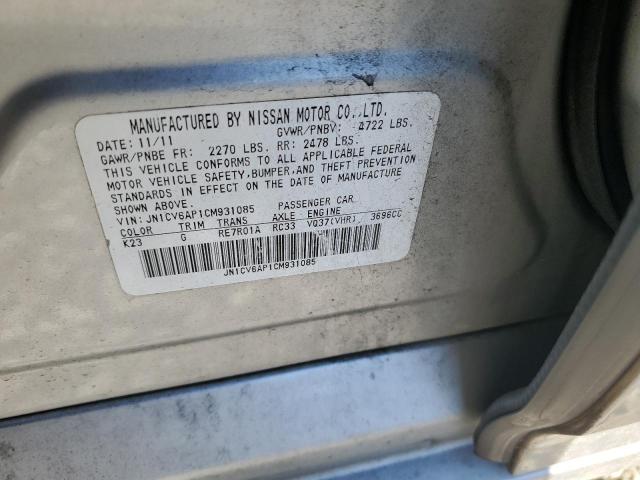 MANUFACTURED BY NISSAN MOTOR CO.,LTD.
DATE: 11/11 GVWR/PNBV: 4722 LBS.
GAWR/PNBE FR: 2270 LBS. RR: 2478 LBS.
THIS VEHICLE CONFORMS TO ALL APPLICABLE FEDERAL
MOTOR VEHICLE SAFETY,BUMPER,AND THEFT PREVENTION
STANDARDS IN EFFECT ON THE DATE OF MANUFACTURE
SHOWN ABOVE.
VIN: JN1CV6AP1CM931085 PASSENGER CAR
COLOR TRIM TRANS AXLE ENGINE
K23 G RE7R01A RC33 VQ37(VHR) 3696CC
JN1CV6AP1CM931085